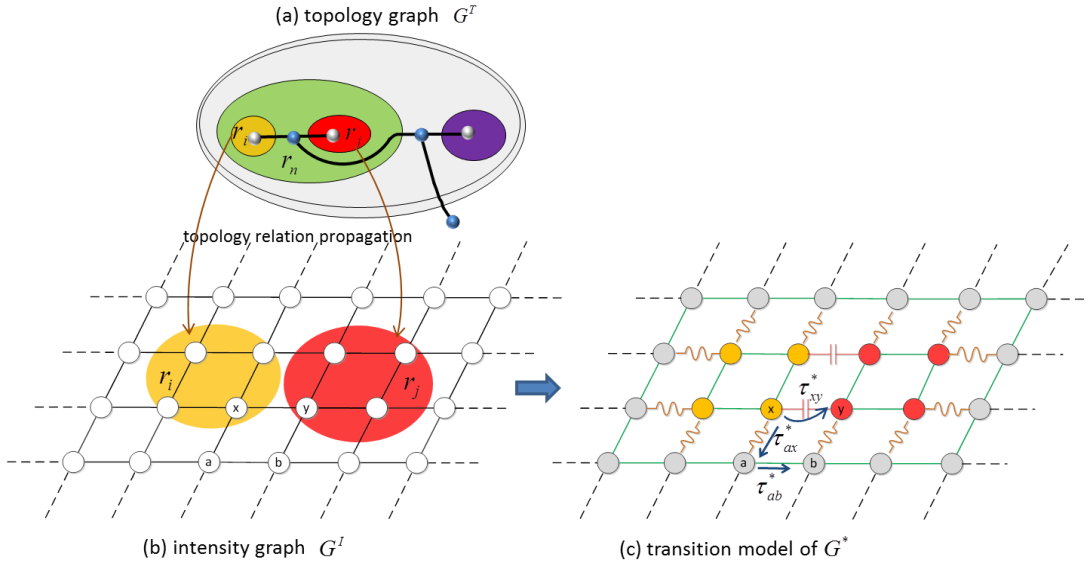 (a) topology graph G^T
r_i
r_j
r_n
topology relation propagation
r_i
r_j
x
y
a
b
(b) intensity graph G^I
x
y
τ*_xy
τ*_ax
a
b
τ*_ab
(c) transition model of G^*